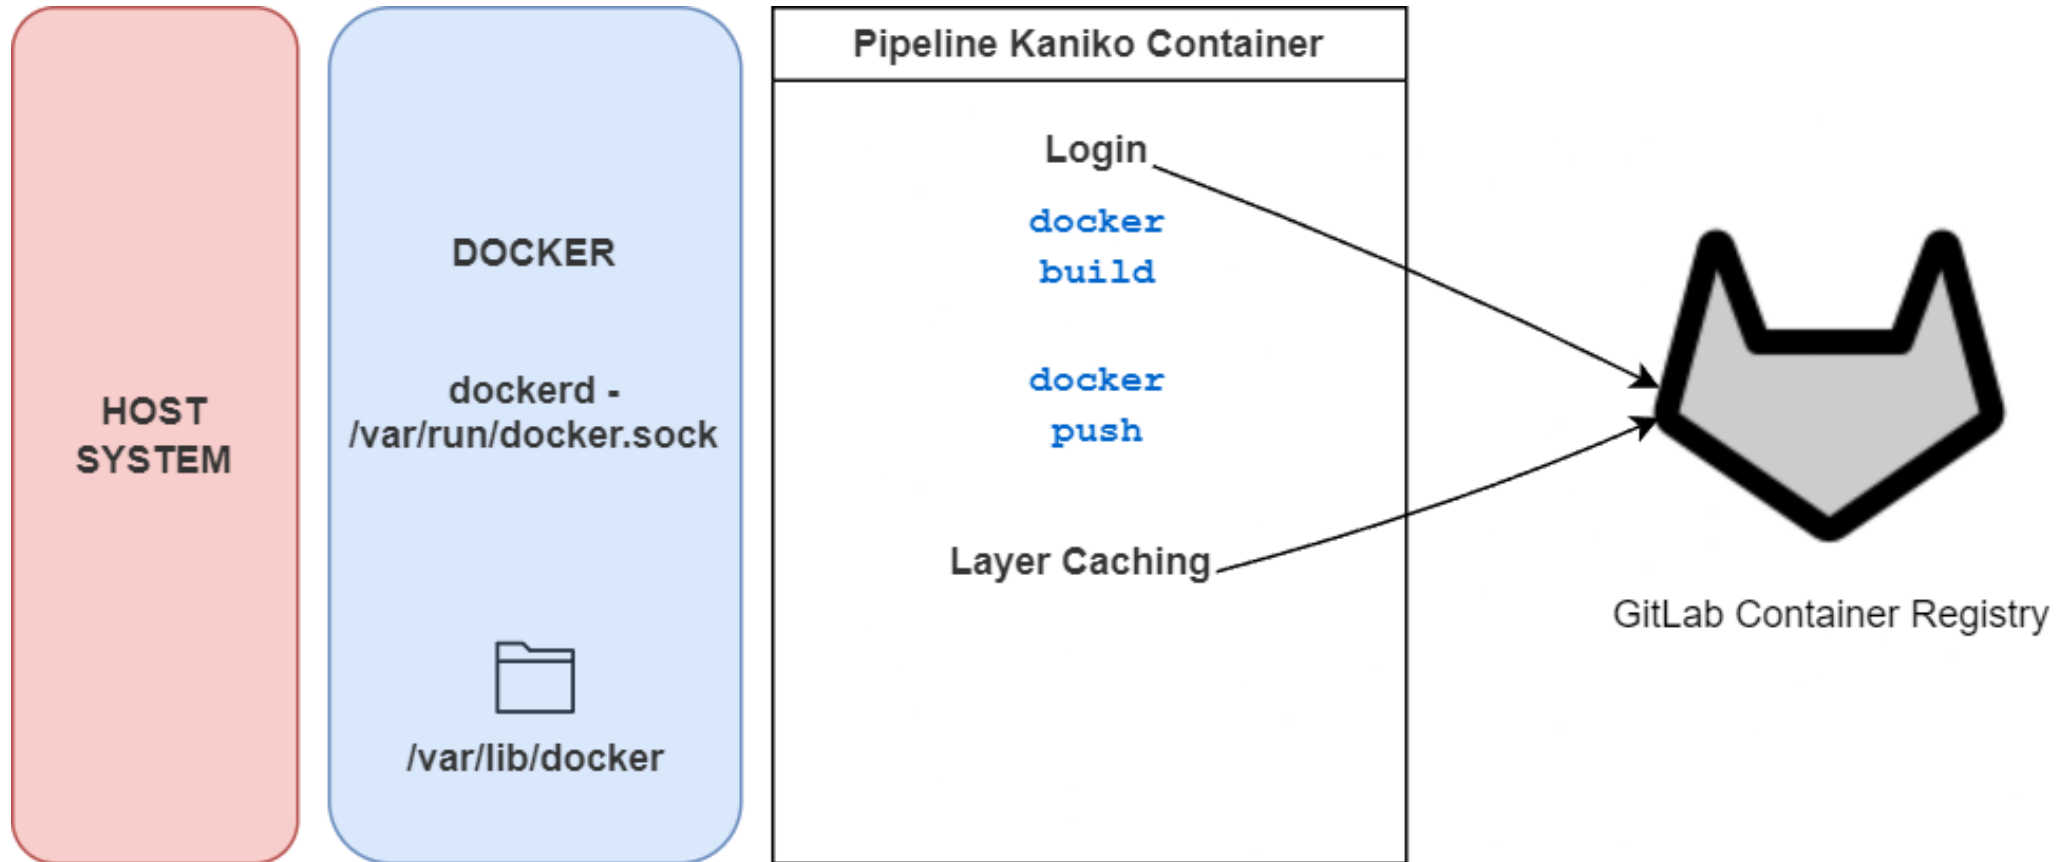 HOST
SYSTEM
DOCKER
dockerd -
/var/run/docker.sock
/var/lib/docker
Pipeline Kaniko Container
Login
docker
build
docker
push
Layer Caching
GitLab Container Registry